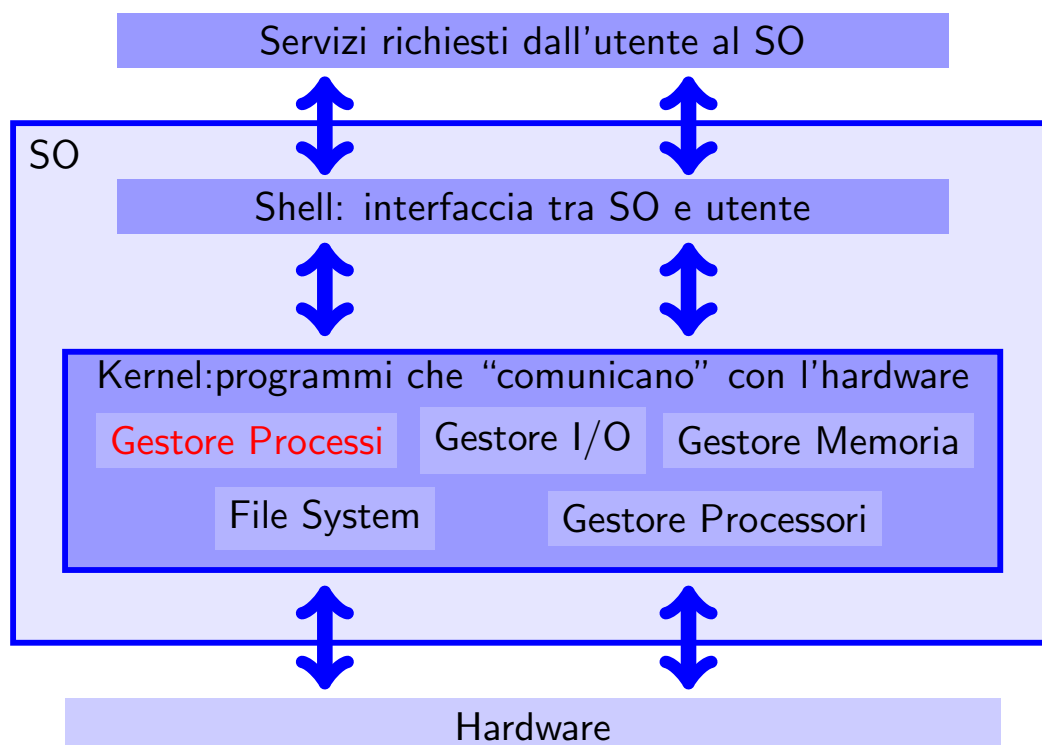 Servizi richiesti dall'utente al SO
SO
Shell: interfaccia tra SO e utente
Kernel:programmi che “comunicano” con l'hardware
Gestore Processi
Gestore I/O
Gestore Memoria
File System
Gestore Processori
Hardware